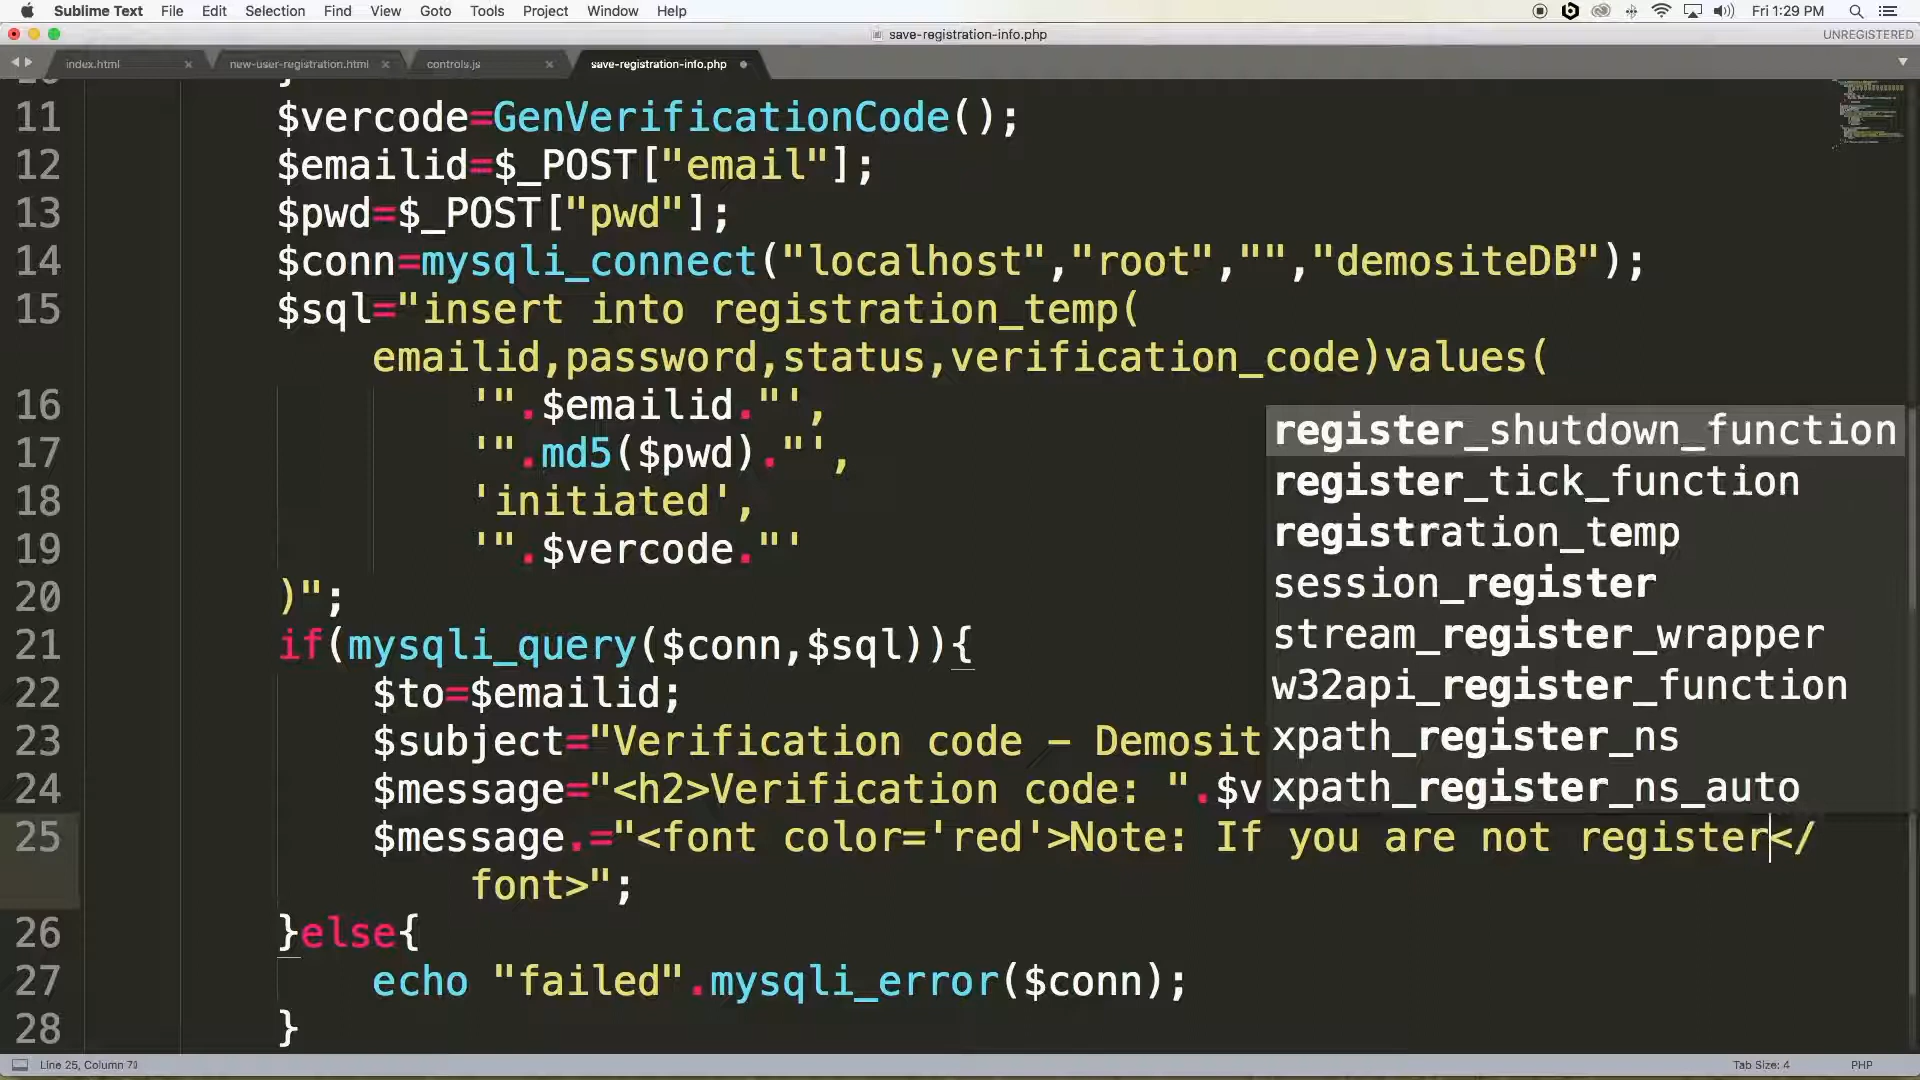 Sublime Text File Edit Selection Find View Goto Tools Project Window Help Fri 1:29 PM
save-registration-info.php UNREGISTERED
index.html new-user-registration.html controls.js save-registration-info.php
11 $vercode=GenVerificationCode();
12 $emailid=$_POST["email"];
13 $pwd=$_POST["pwd"];
14 $conn=mysqli_connect("localhost","root","","demositeDB");
15 $sql="insert into registration_temp(
emailid,password,status,verification_code)values(
16 '".$emailid."',
17 '".md5($pwd)."',
18 'initiated',
19 '".$vercode."'
20 )";
21 if(mysqli_query($conn,$sql)){
22 $to=$emailid;
23 $subject="Verification code - Demosit
24 $message="<h2>Verification code: ".$v
25 $message.="<font color='red'>Note: If you are not register</
font>";
26 }else{
27 echo "failed".mysqli_error($conn);
28 }
register_shutdown_function
register_tick_function
registration_temp
session_register
stream_register_wrapper
w32api_register_function
xpath_register_ns
xpath_register_ns_auto
Line 25, Column 71 Tab Size: 4 PHP